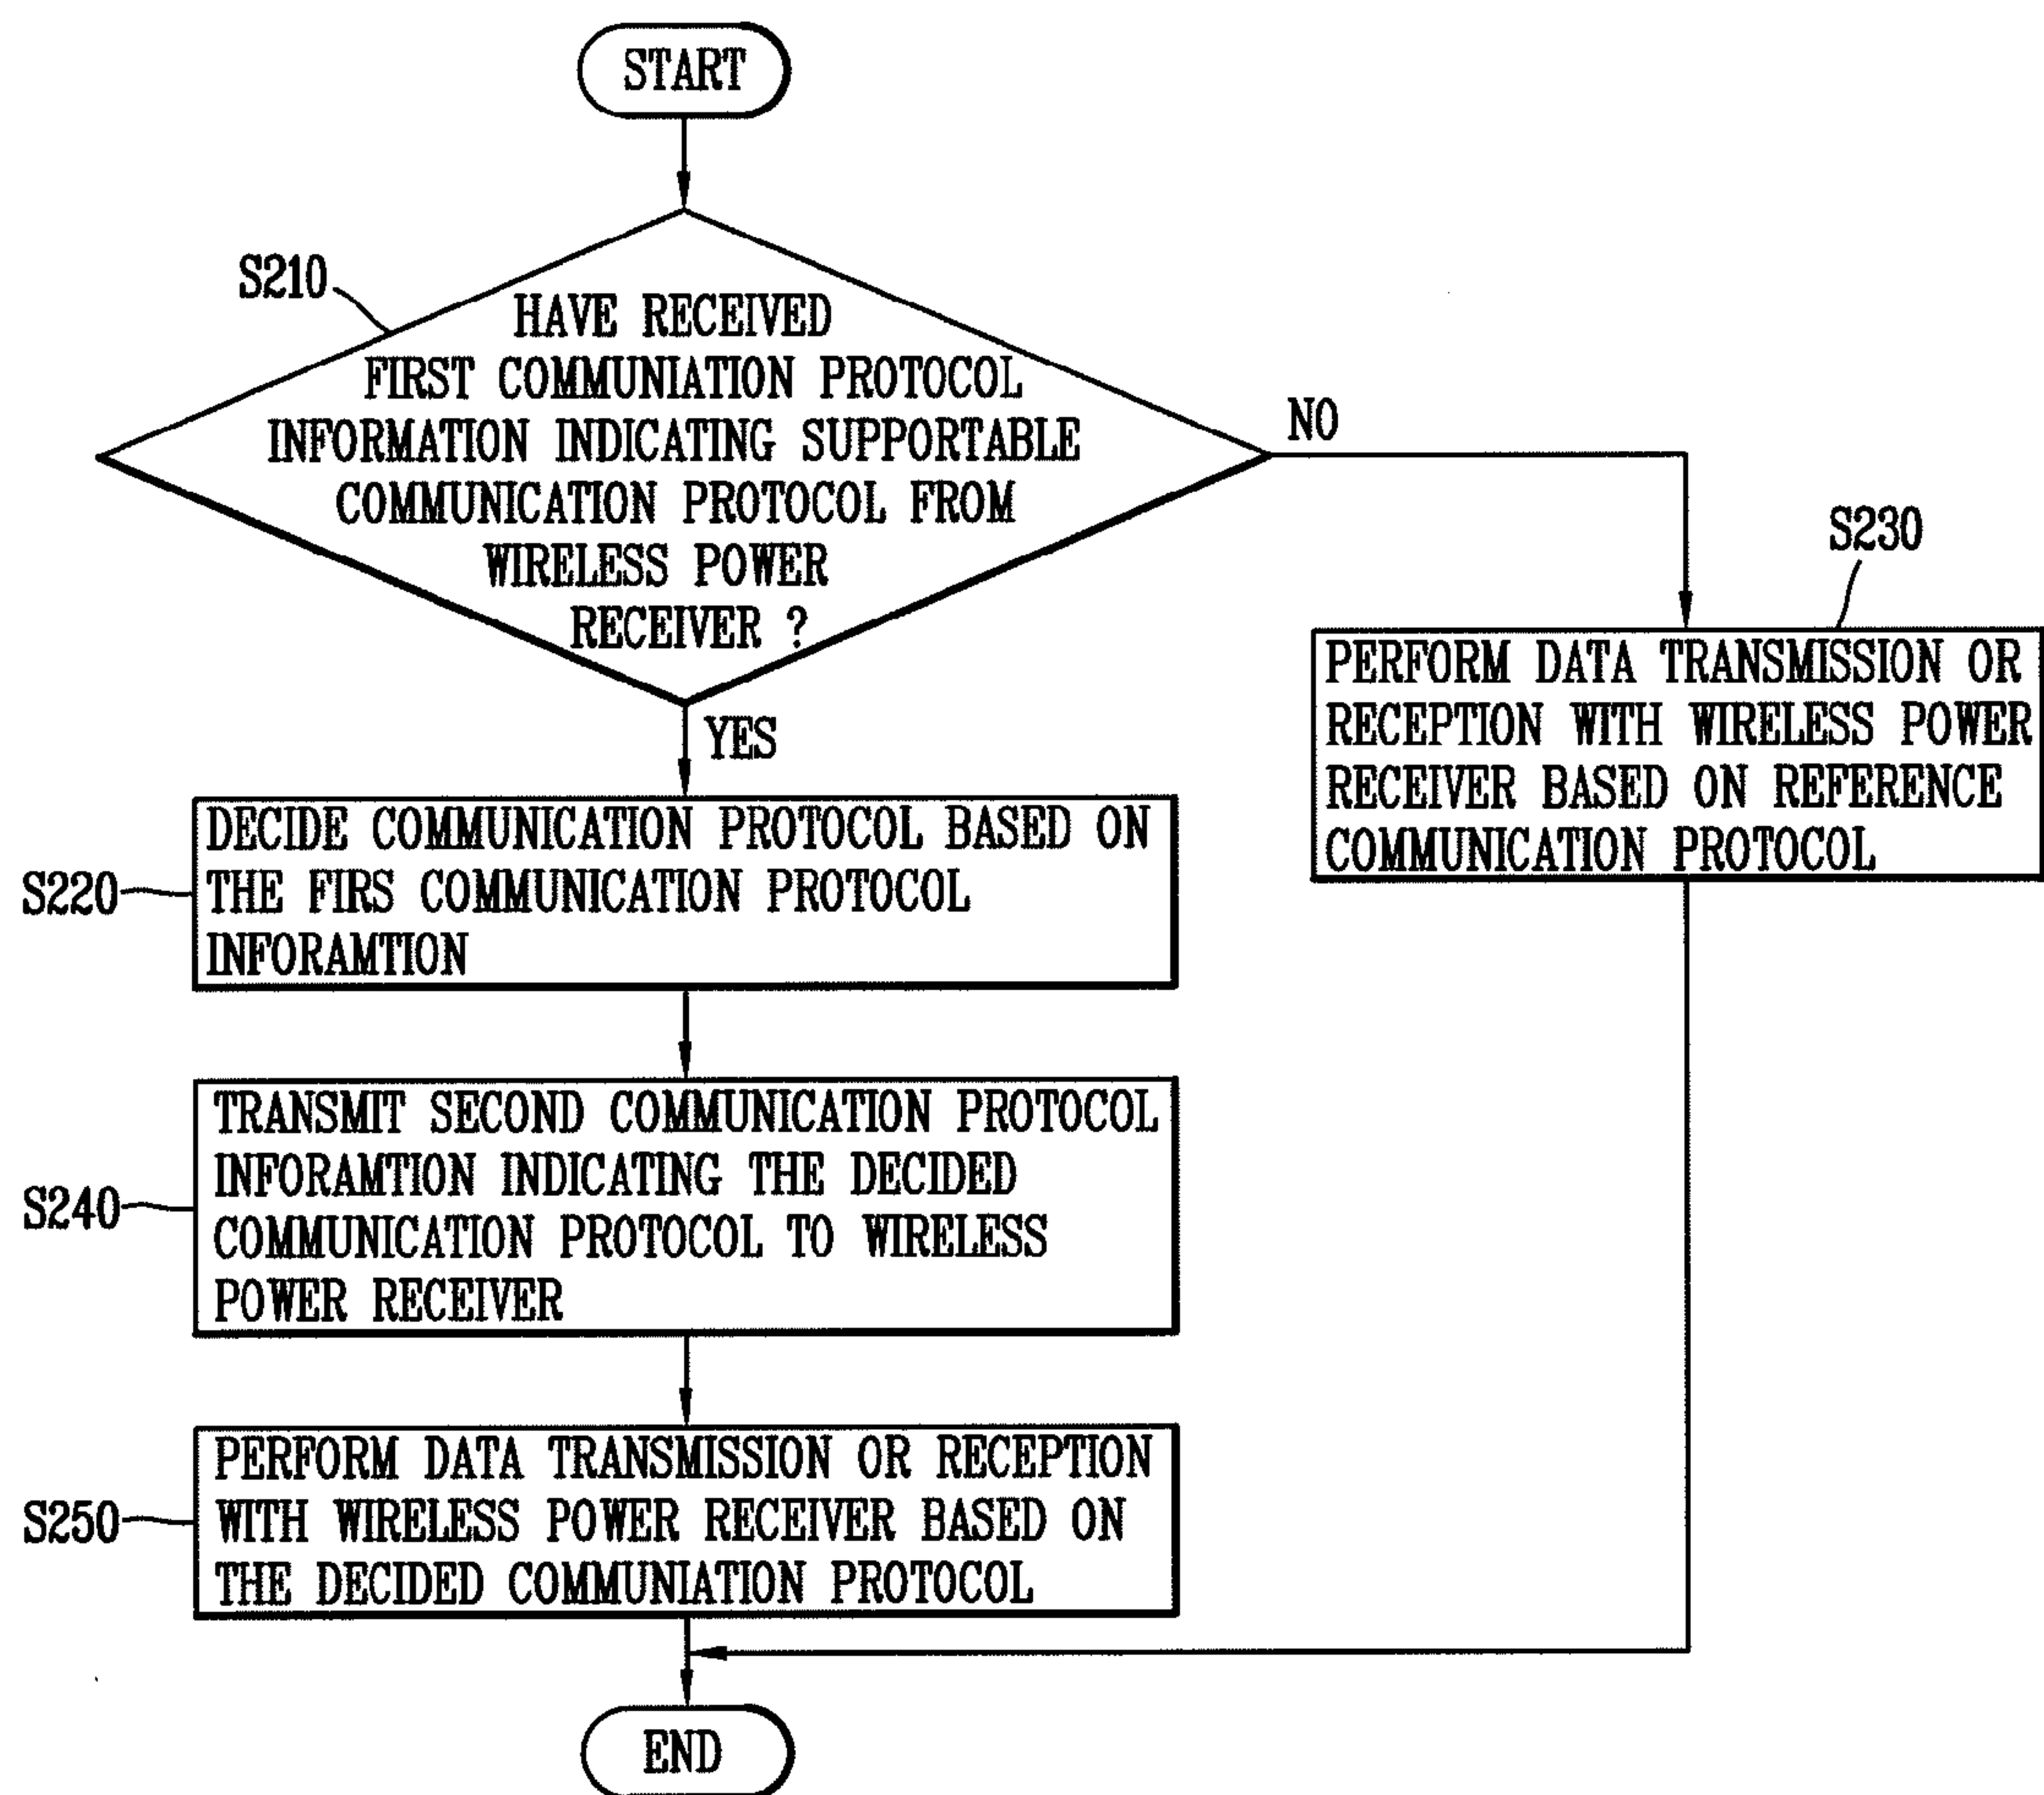 START
S210
HAVE RECEIVED
FIRST COMMUNIATION PROTOCOL
INFORMATION INDICATING SUPPORTABLE
COMMUNICATION PROTOCOL FROM
WIRELESS POWER
RECEIVER ?
NO
YES
S230
PERFORM DATA TRANSMISSION OR
RECEPTION WITH WIRELESS POWER
RECEIVER BASED ON REFERENCE
COMMUNICATION PROTOCOL
S220
DECIDE COMMUNICATION PROTOCOL BASED ON
THE FIRS COMMUNICATION PROTOCOL
INFORAMTION
S240
TRANSMIT SECOND COMMUNICATION PROTOCOL
INFORAMTION INDICATING THE DECIDED
COMMUNICATION PROTOCOL TO WIRELESS
POWER RECEIVER
S250
PERFORM DATA TRANSMISSION OR RECEPTION
WITH WIRELESS POWER RECEIVER BASED ON
THE DECIDED COMMUNIATION PROTOCOL
END